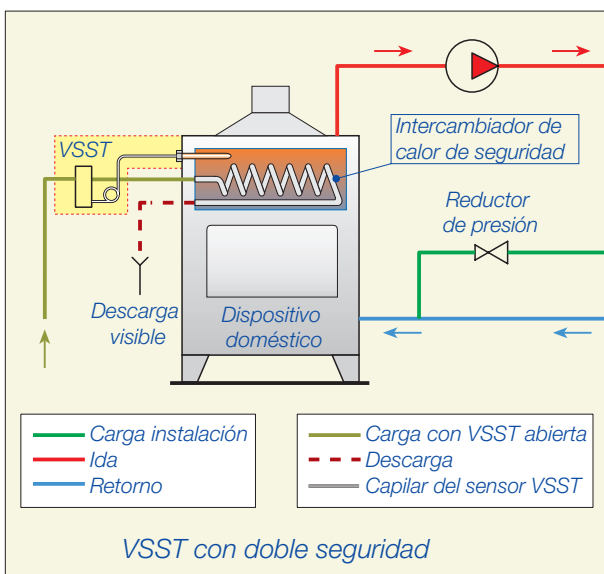 VSST
Intercambiador de
calor de seguridad
Reductor
de presión
Descarga
visible
Dispositivo
doméstico
Carga instalación
Ida
Retorno
Carga con VSST abierta
Descarga
Capilar del sensor VSST
VSST con doble seguridad